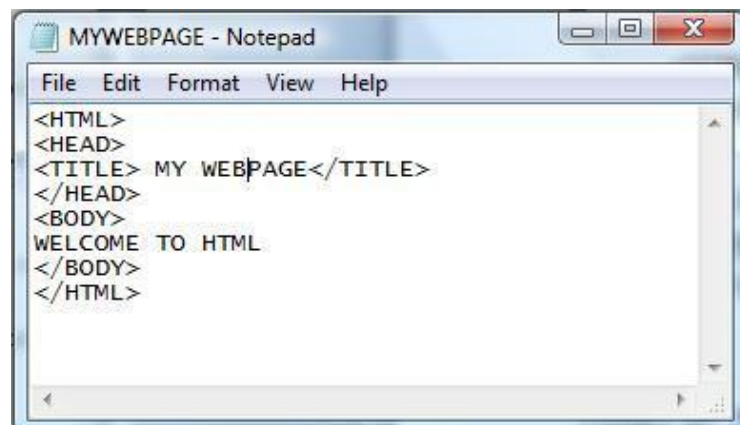 MYWEBPAGE - Notepad
File Edit Format View Help
<HTML>
<HEAD>
<TITLE> MY WEBPAGE</TITLE>
</HEAD>
<BODY>
WELCOME TO HTML
</BODY>
</HTML>